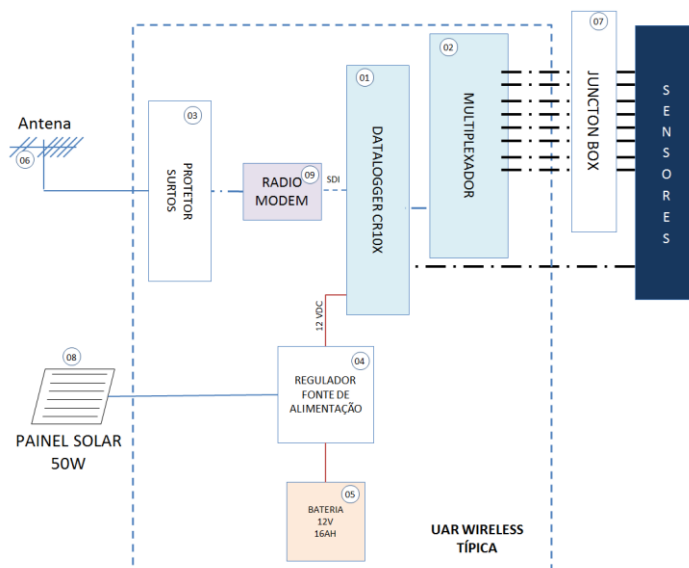 07
02
01
JUNCTON BOX
SENSORES
MULTIPLEXADOR
DATALOGGER CR10X
Antena
06
03
PROTETOR
SURTOS
09
RADIO
MODEM
SDI
12 VDC
04
REGULADOR
FONTE DE
ALIMENTAÇÃO
08
PAINEL SOLAR
50W
05
BATERIA
12V
16AH
UAR WIRELESS
TÍPICA